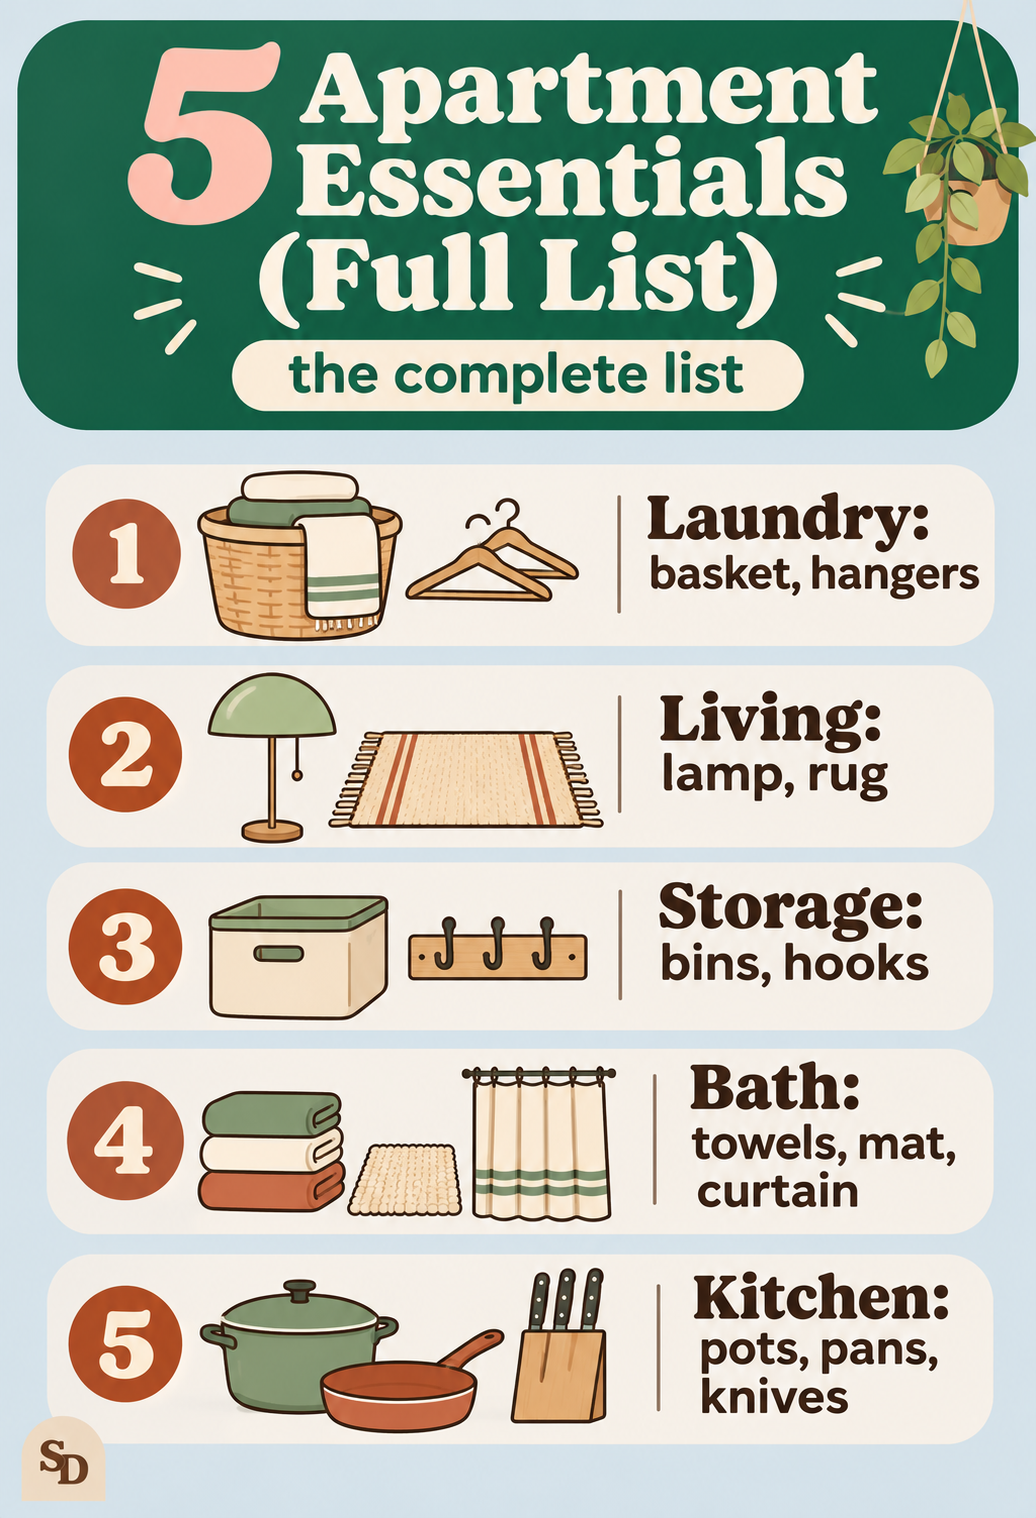 5 Apartment
Essentials
(Full List)
the complete list
1
Laundry:
basket, hangers
2
Living:
lamp, rug
3
Storage:
bins, hooks
4
Bath:
towels, mat,
curtain
5
Kitchen:
pots, pans,
knives
SD